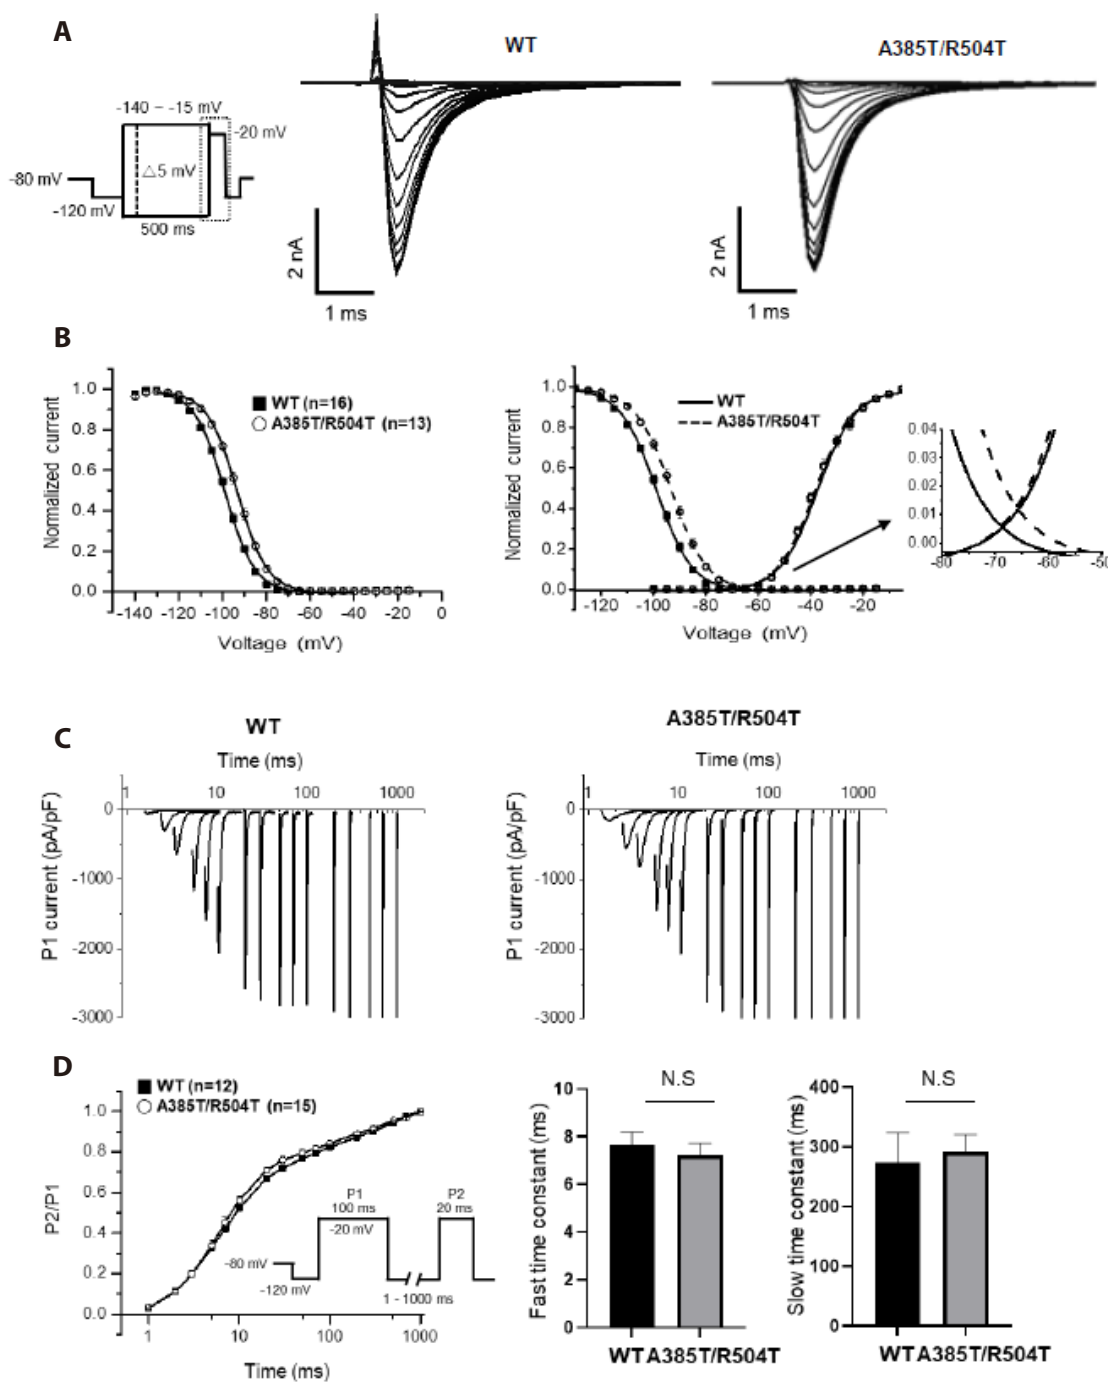 A
WT
A385T/R504T
-140 ~ -15 mV
-20 mV
△5 mV
-80 mV
-120 mV
500 ms
2 nA
1 ms
2 nA
1 ms
B
Normalized current
1.0
0.8
0.6
0.4
0.2
0.0
-140 -120 -100 -80 -60 -40 -20 0
Voltage (mV)
WT (n=16)
A385T/R504T (n=13)
Normalized current
1.0
0.8
0.6
0.4
0.2
0.0
-120 -100 -80 -60 -40 -20
Voltage (mV)
WT
A385T/R504T
0.04
0.03
0.02
0.01
0.00
-80 -70 -60 -50
C
WT
Time (ms)
1 10 100 1000
P1 current (pA/pF)
0
-1000
-2000
-3000
A385T/R504T
Time (ms)
1 10 100 1000
P1 current (pA/pF)
0
-1000
-2000
-3000
D
WT (n=12)
A385T/R504T (n=15)
P2/P1
1.0
0.8
0.6
0.4
0.2
0.0
1 10 100 1000
Time (ms)
P1
100 ms
-20 mV
P2
20 ms
-80 mV
-120 mV
1 - 1000 ms
N.S
Fast time constant (ms)
10
8
6
4
2
0
WT A385T/R504T
N.S
Slow time constant (ms)
400
300
200
100
0
WT A385T/R504T